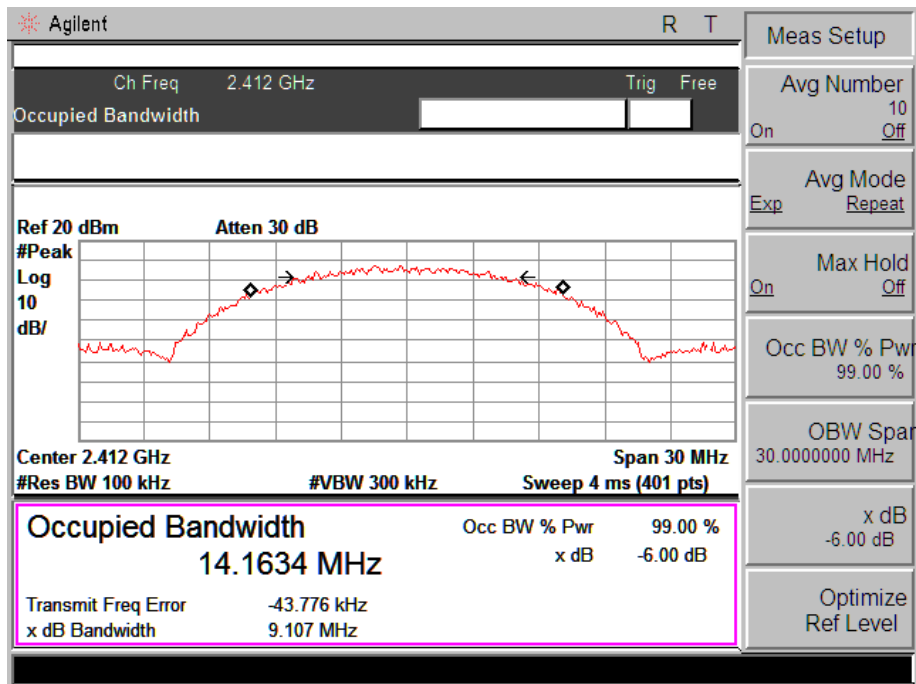 Agilent R T
Ch Freq 2.412 GHz Trig Free
Occupied Bandwidth
Ref 20 dBm Atten 30 dB
#Peak
Log
10
dB/
Center 2.412 GHz Span 30 MHz
#Res BW 100 kHz #VBW 300 kHz Sweep 4 ms (401 pts)
Occupied Bandwidth Occ BW % Pwr 99.00 %
14.1634 MHz x dB -6.00 dB
Transmit Freq Error -43.776 kHz
x dB Bandwidth 9.107 MHz
Meas Setup
Avg Number
10
On Off
Avg Mode
Exp Repeat
Max Hold
On Off
Occ BW % Pwr
99.00 %
OBW Span
30.0000000 MHz
x dB
-6.00 dB
Optimize
Ref Level